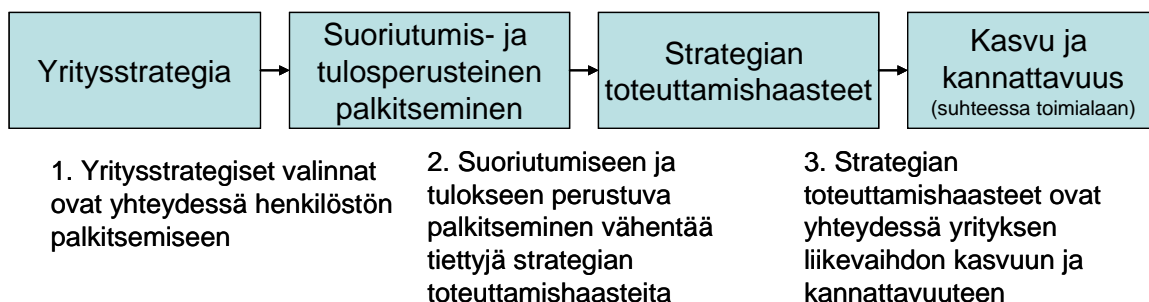 Yritysstrategia
Suoriutumis- ja
tulosperusteinen
palkitseminen
Strategian
toteuttamishaasteet
Kasvu ja
kannattavuus
(suhteessa toimialaan)
1. Yritysstrategiset valinnat
ovat yhteydessä henkilöstön
palkitsemiseen
2. Suoriutumiseen ja
tulokseen perustuva
palkitseminen vähentää
tiettyjä strategian
toteuttamishaasteita
3. Strategian
toteuttamishaasteet ovat
yhteydessä yrityksen
liikevaihdon kasvuun ja
kannattavuuteen